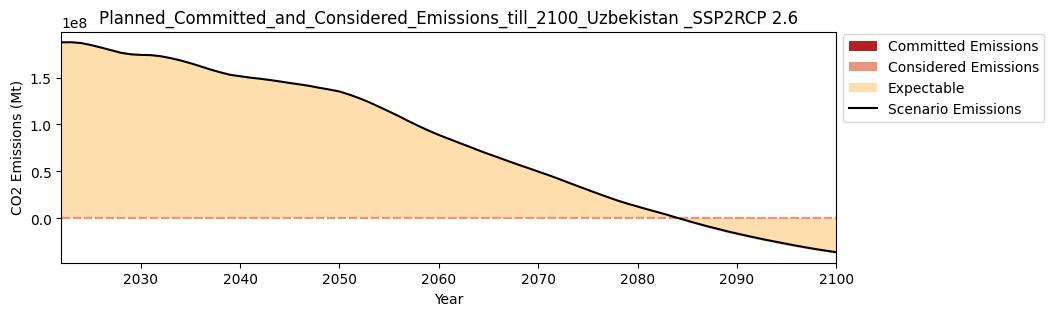 Planned_Committed_and_Considered_Emissions_till_2100_Uzbekistan _SSP2RCP 2.6
1e8
CO2 Emissions (Mt)
1.5
1.0
0.5
0.0
2030 2040 2050 2060 2070 2080 2090 2100
Year
Committed Emissions
Considered Emissions
Expectable
Scenario Emissions